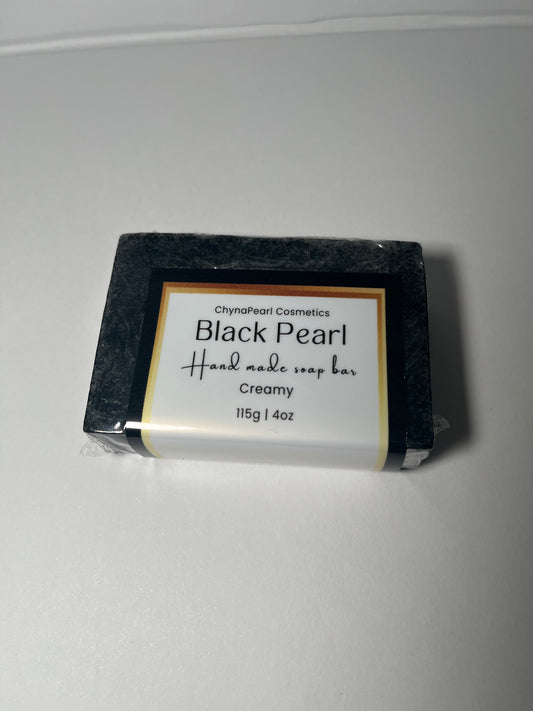 ChynaPearl Cosmetics
Black Pearl
Hand made soap bar
Creamy
115g | 4oz